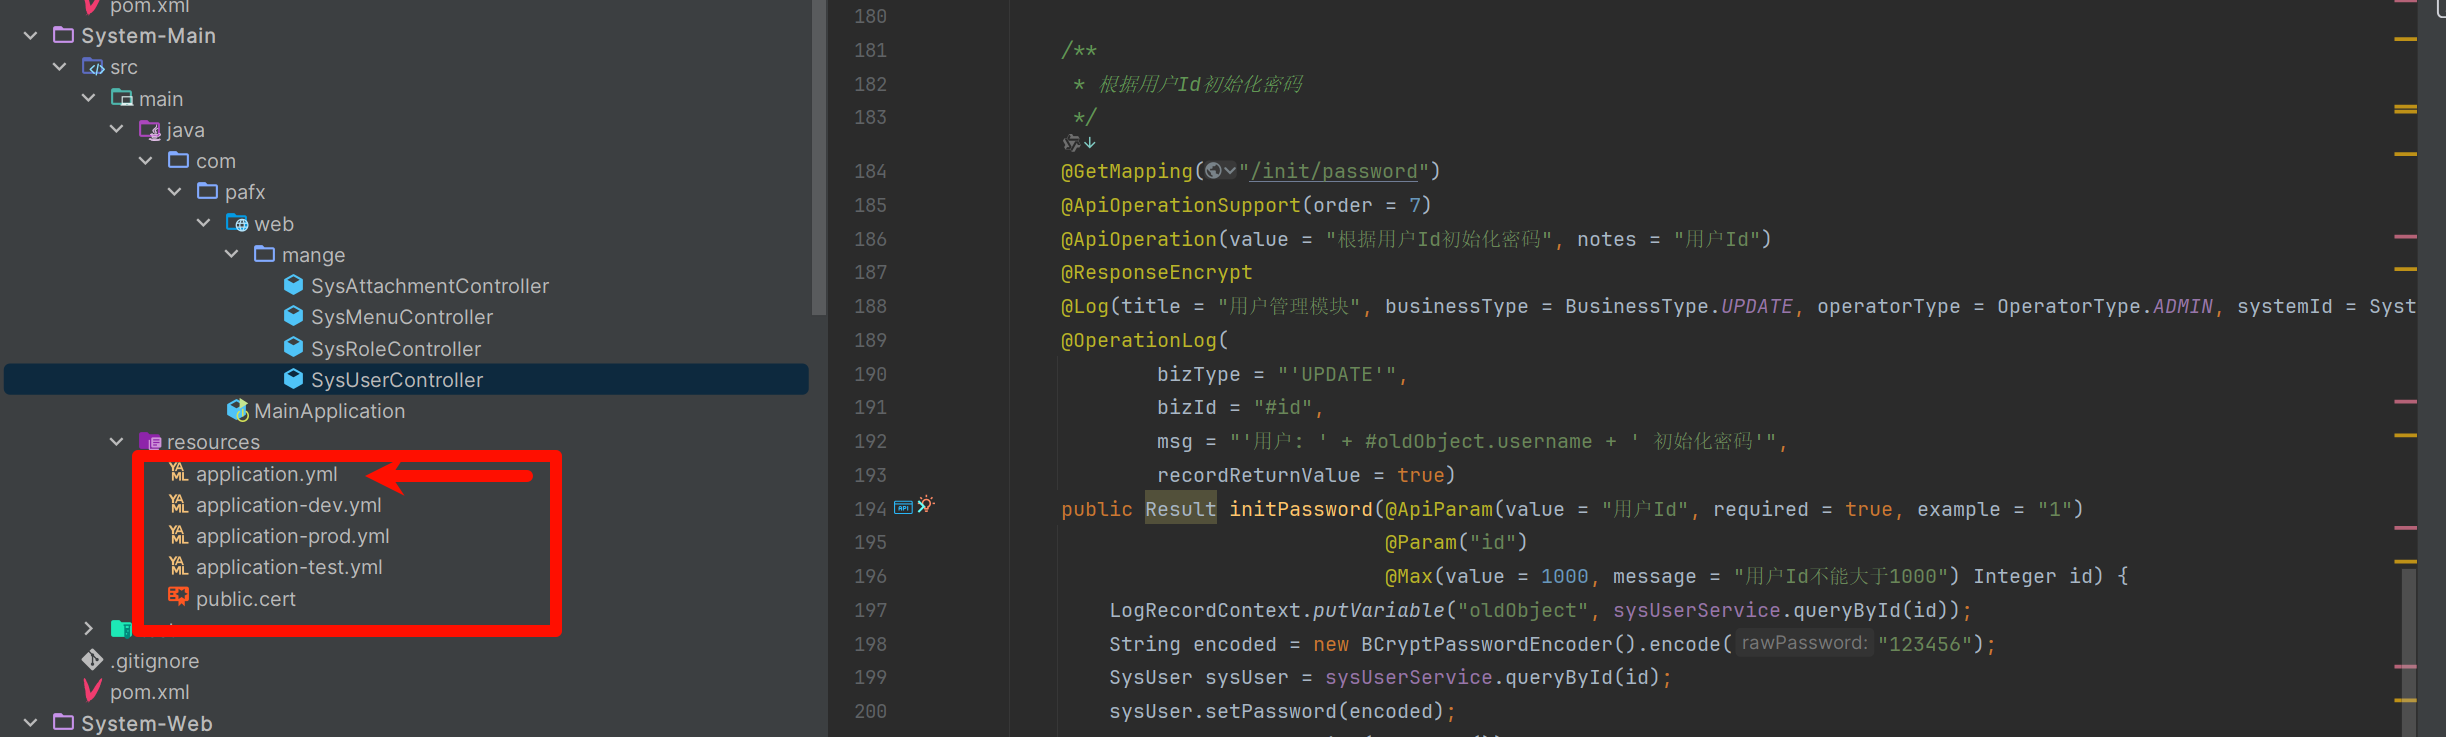 pom.xml
System-Main
src
main
java
com
pafx
web
mange
SysAttachmentController
SysMenuController
SysRoleController
SysUserController
MainApplication
resources
application.yml
application-dev.yml
application-prod.yml
application-test.yml
public.cert
.gitignore
pom.xml
System-Web
180
181 /**
182 * 根据用户Id初始化密码
183 */
184 @GetMapping("/init/password")
185 @ApiOperationSupport(order = 7)
186 @ApiOperation(value = "根据用户Id初始化密码", notes = "用户Id")
187 @ResponseEncrypt
188 @Log(title = "用户管理模块", businessType = BusinessType.UPDATE, operatorType = OperatorType.ADMIN, systemId = Syst
189 @OperationLog(
190 bizType = "'UPDATE'",
191 bizId = "#id",
192 msg = "'用户: ' + #oldObject.username + ' 初始化密码'",
193 recordReturnValue = true)
194 API public Result initPassword(@ApiParam(value = "用户Id", required = true, example = "1")
195 @Param("id")
196 @Max(value = 1000, message = "用户Id不能大于1000") Integer id) {
197 LogRecordContext.putVariable("oldObject", sysUserService.queryById(id));
198 String encoded = new BCryptPasswordEncoder().encode( rawPassword: "123456");
199 SysUser sysUser = sysUserService.queryById(id);
200 sysUser.setPassword(encoded);